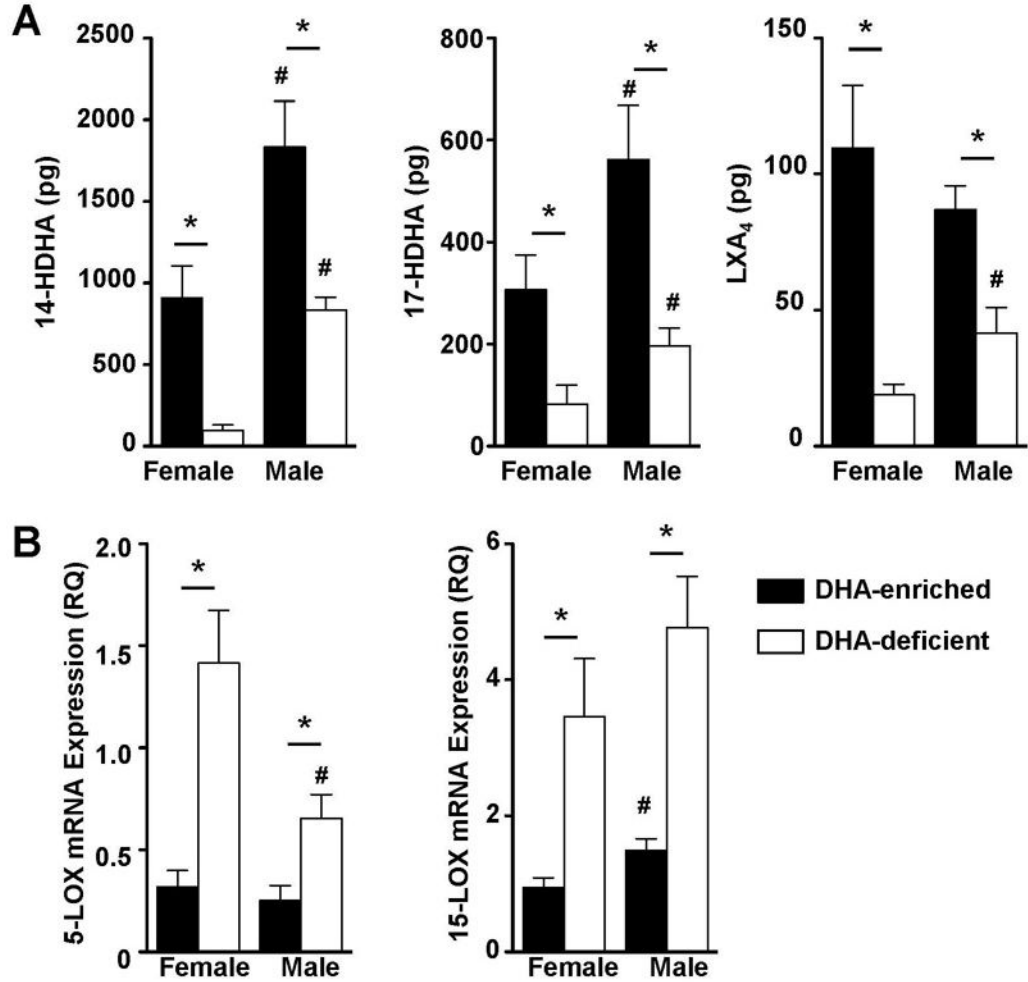 A
14-HDHA (pg)
2500
2000
1500
1000
500
0
*
#
*
#
Female Male
17-HDHA (pg)
800
600
400
200
0
*
#
*
#
Female Male
LXA4 (pg)
150
100
50
0
*
*
#
Female Male
B
5-LOX mRNA Expression (RQ)
2.0
1.5
1.0
0.5
0
*
*
#
Female Male
15-LOX mRNA Expression (RQ)
6
4
2
0
*
#
*
Female Male
DHA-enriched
DHA-deficient